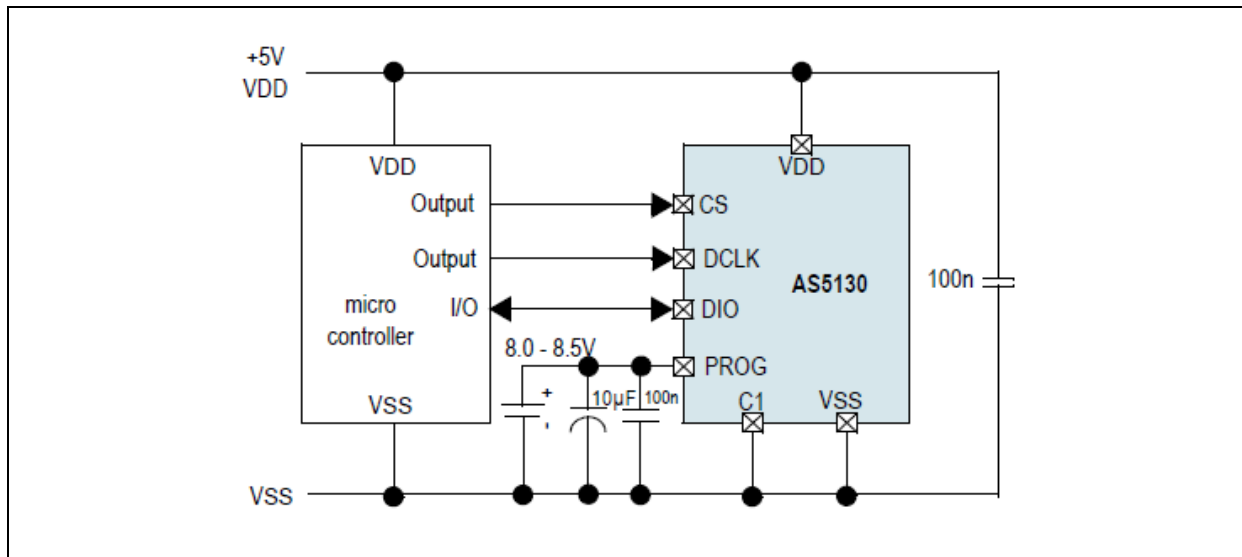 +5V
VDD
VDD
VDD
Output
CS
Output
DCLK
AS5130
100n
I/O
DIO
micro
controller
8.0 - 8.5V
PROG
+
10µF
100n
C1
VSS
VSS
-
VSS